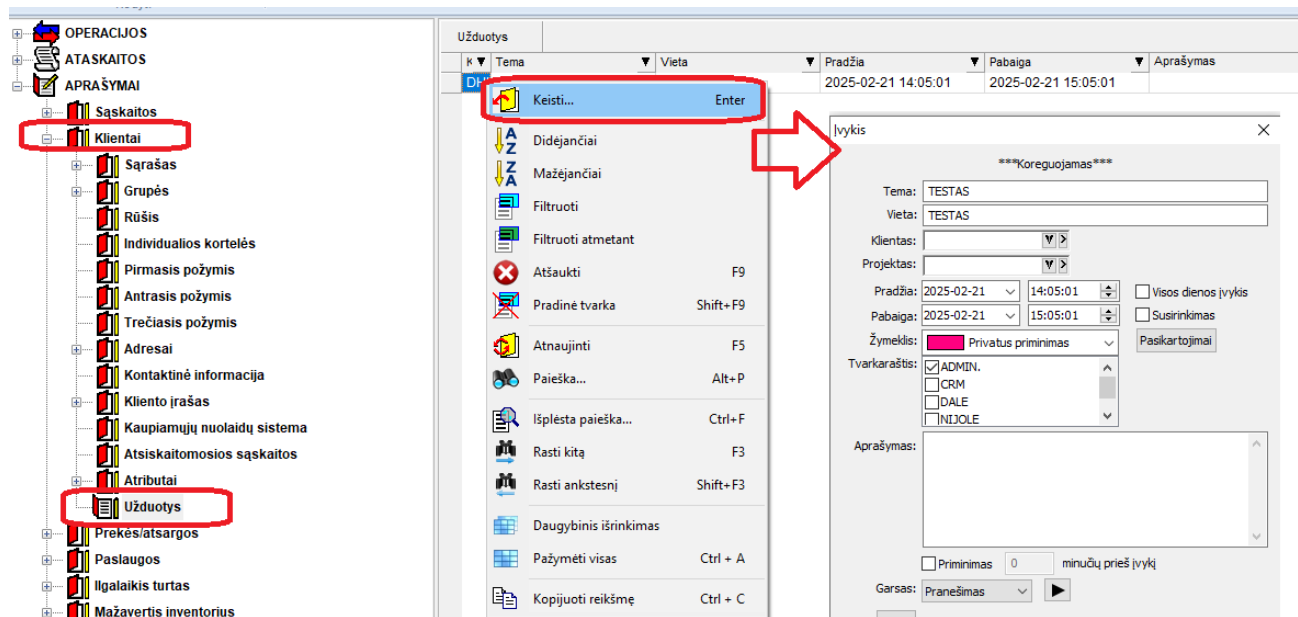 OPERACIJOS
ATASKAITOS
APRAŠYMAI
Sąskaitos
Klientai
Sąrašas
Grupės
Rūšis
Individualios kortelės
Pirmasis požymis
Antrasis požymis
Trečiasis požymis
Adresai
Kontaktinė informacija
Kliento įrašas
Kaupiamųjų nuolaidų sistema
Atsiskaitomosios sąskaitos
Atributai
Užduotys
Prekės/atsargos
Paslaugos
Ilgalaikis turtas
Mažavertis inventorius
Užduotys
K Tema Vieta Pradžia Pabaiga Aprašymas
2025-02-21 14:05:01 2025-02-21 15:05:01
Keisti... Enter
Didėjančiai
Mažėjančiai
Filtruoti
Filtruoti atmetant
Atšaukti F9
Pradinė tvarka Shift+F9
Atnaujinti F5
Paieška... Alt+P
Išplėsta paieška... Ctrl+F
Rasti kitą F3
Rasti ankstesnį Shift+F3
Daugybinis išrinkimas
Pažymėti visas Ctrl + A
Kopijuoti reikšmę Ctrl + C
Įvykis
***Koreguojamas***
Tema: TESTAS
Vieta: TESTAS
Klientas:
Projektas:
Pradžia: 2025-02-21 14:05:01 Visos dienos įvykis
Pabaiga: 2025-02-21 15:05:01 Susirinkimas
Žymeklis: Privatus priminimas Pasikartojimai
Tvarkaraštis: ADMIN.
CRM
DALE
NIJOLE
Aprašymas:
Priminimas 0 minučių prieš įvykį
Garsas: Pranešimas